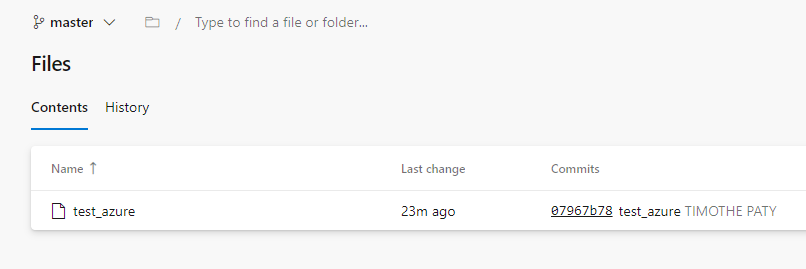 master / Type to find a file or folder...
Files
Contents History
Name ↑ Last change Commits
test_azure 23m ago 07967b78 test_azure TIMOTHE PATY